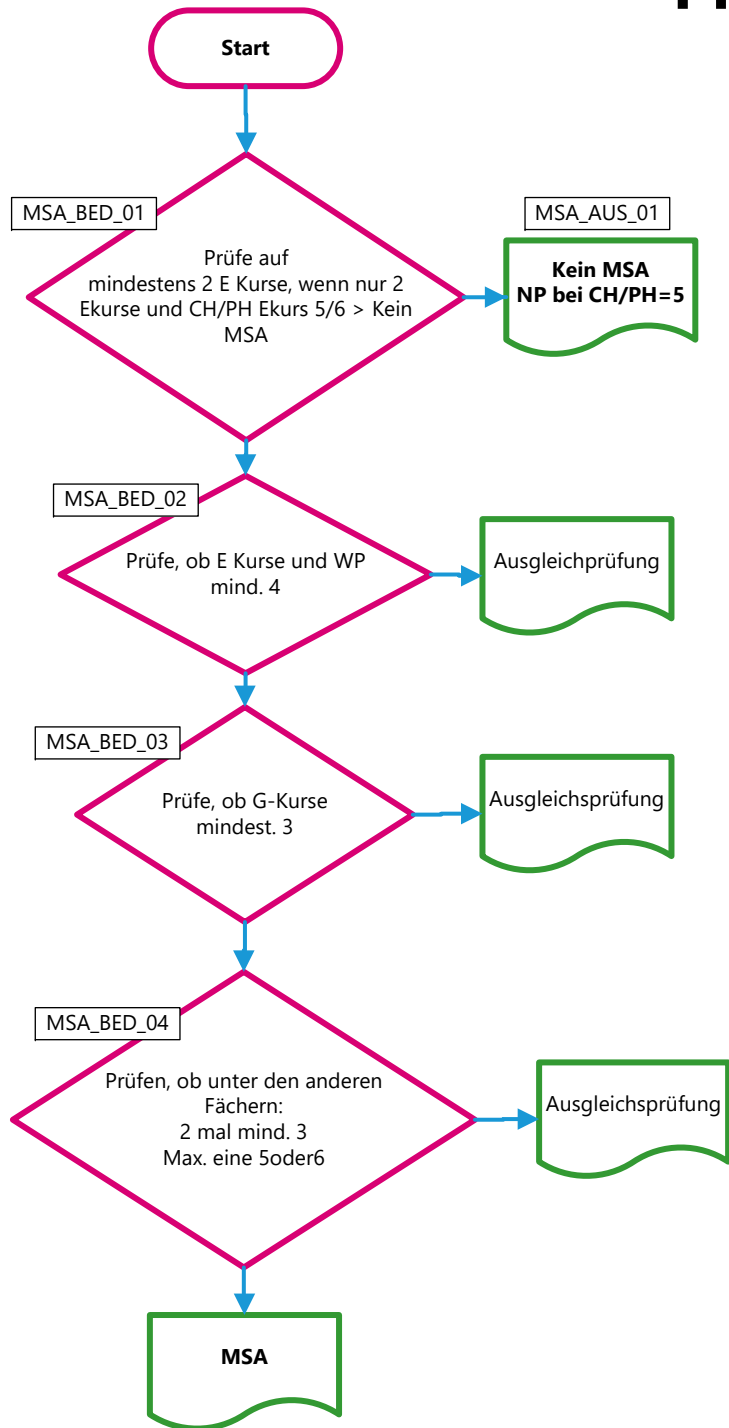 Start
MSA_BED_01
MSA_AUS_01
Prüfe auf
mindestens 2 E Kurse, wenn nur 2
Ekurse und CH/PH Ekurs 5/6 > Kein
MSA
Kein MSA
NP bei CH/PH=5
MSA_BED_02
Prüfe, ob E Kurse und WP
mind. 4
Ausgleichprüfung
MSA_BED_03
Prüfe, ob G-Kurse
mindest. 3
Ausgleichsprüfung
MSA_BED_04
Prüfen, ob unter den anderen
Fächern:
2 mal mind. 3
Max. eine 5oder6
Ausgleichsprüfung
MSA